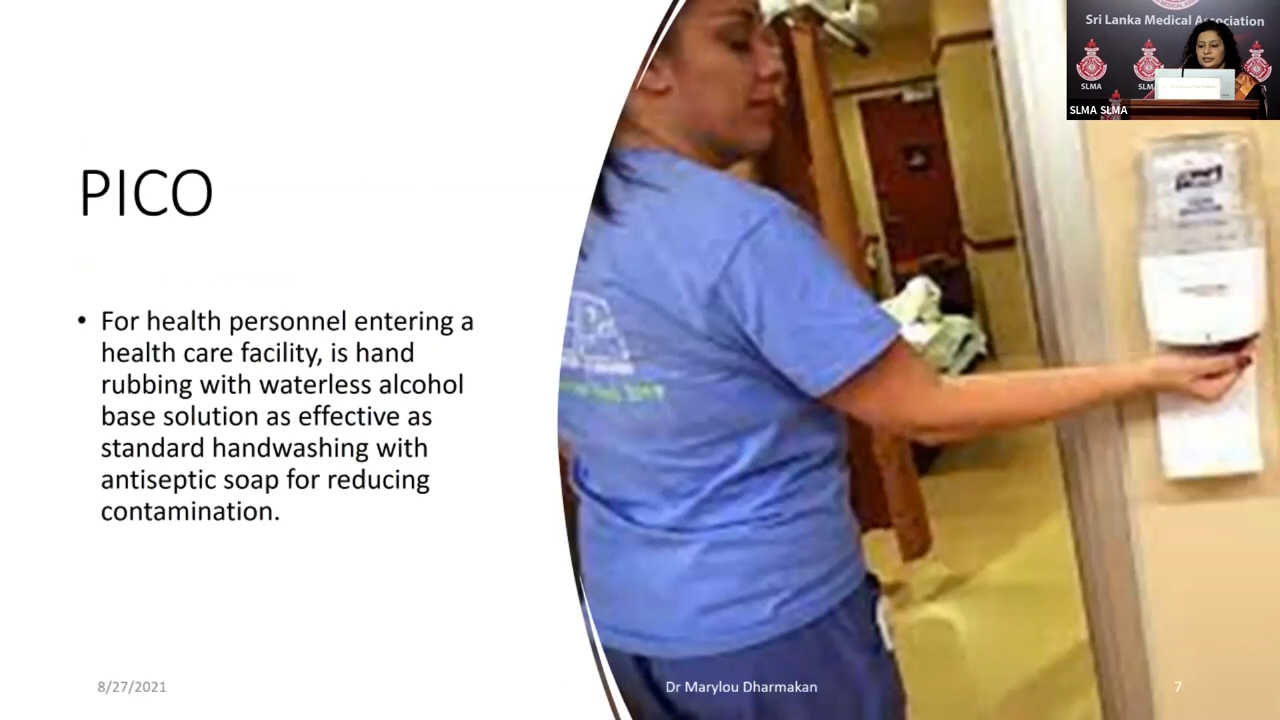 Sri Lanka Medical Association
SLMA
SLMA SLMA
PICO
• For health personnel entering a
health care facility, is hand
rubbing with waterless alcohol
base solution as effective as
standard handwashing with
antiseptic soap for reducing
contamination.
8/27/2021
Dr Marylou Dharmakan
7